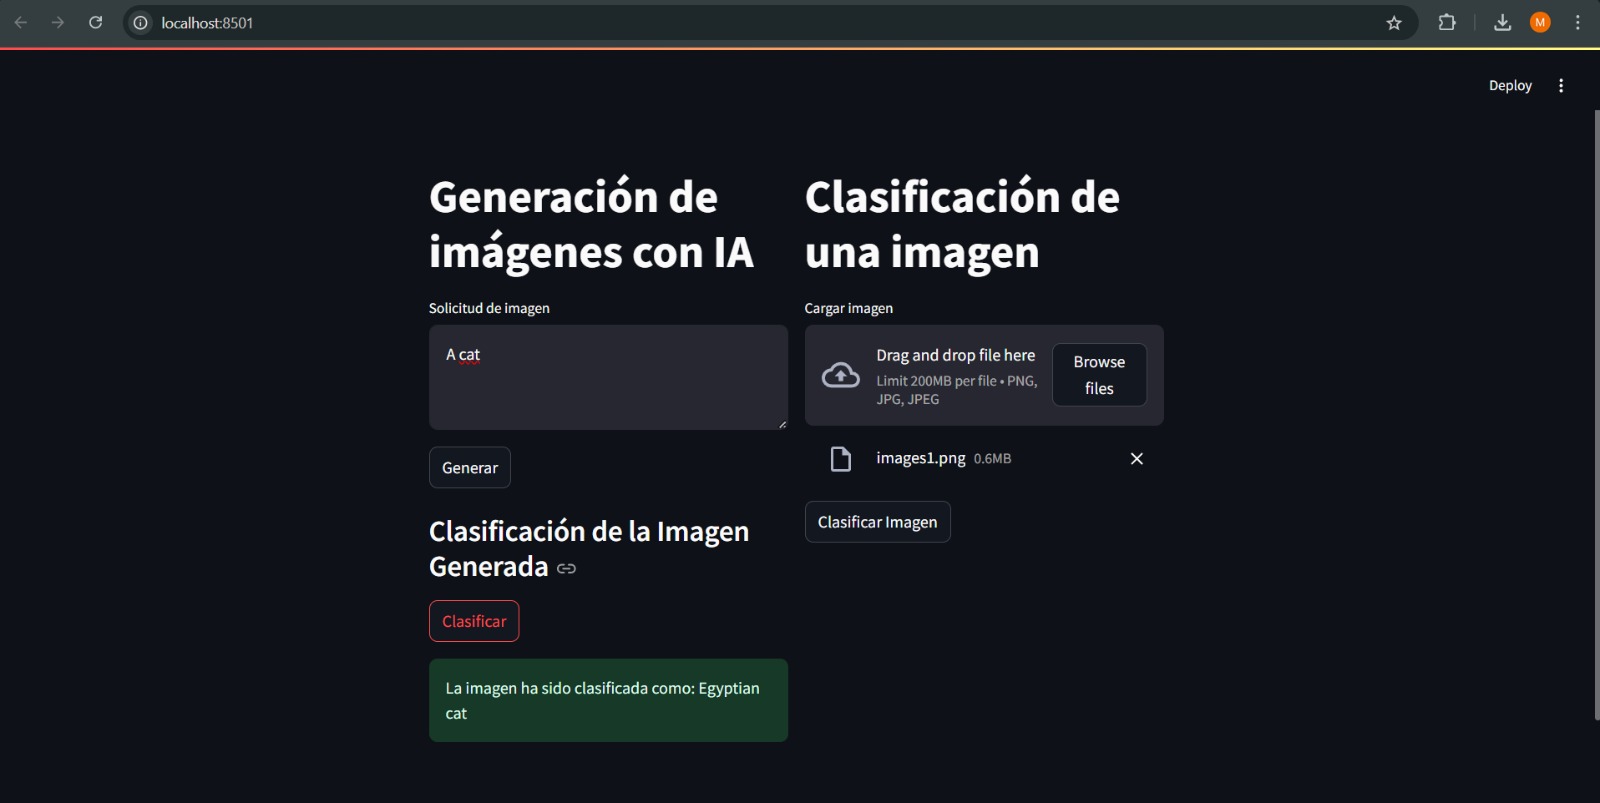 localhost:8501
M
Deploy
Generación de
imágenes con IA
Solicitud de imagen
A cat
Generar
Clasificación de la Imagen
Generada
Clasificar
La imagen ha sido clasificada como: Egyptian
cat
Clasificación de
una imagen
Cargar imagen
Drag and drop file here
Limit 200MB per file • PNG,
JPG, JPEG
Browse
files
images1.png 0.6MB
Clasificar Imagen